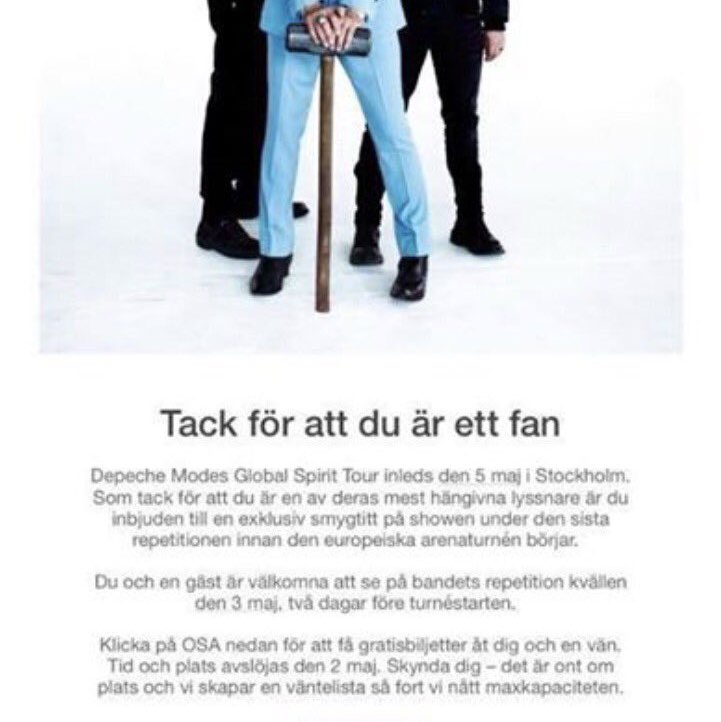 Tack för att du är ett fan
Depeche Modes Global Spirit Tour inleds den 5 maj i Stockholm.
Som tack för att du är en av deras mest hängivna lyssnare är du
inbjuden till en exklusiv smygtitt på showen under den sista
repetitionen innan den europeiska arenaturnén börjar.
Du och en gäst är välkomna att se på bandets repetition kvällen
den 3 maj, två dagar före turnéstarten.
Klicka på OSA nedan för att få gratisbiljetter åt dig och en vän.
Tid och plats avslöjas den 2 maj. Skynda dig – det är ont om
plats och vi skapar en väntelista så fort vi nått maxkapaciteten.